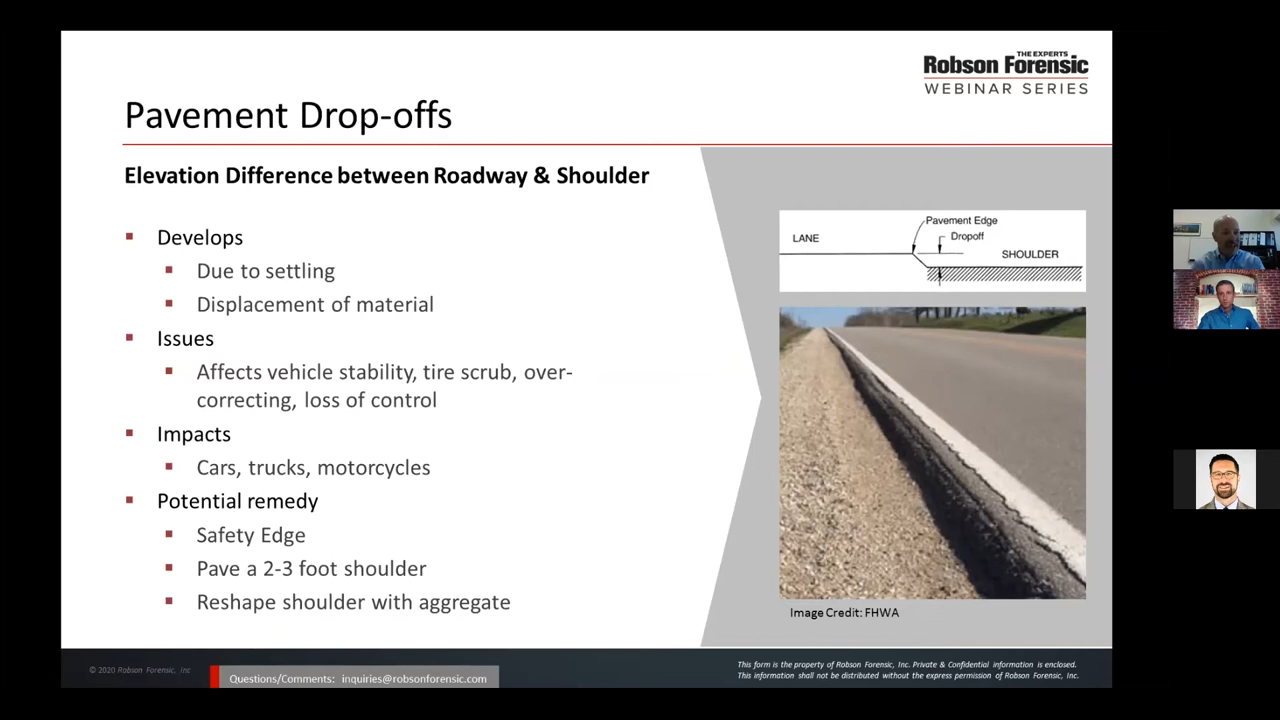 THE EXPERTS
Robson Forensic
WEBINAR SERIES
Pavement Drop-offs
Elevation Difference between Roadway & Shoulder
Develops
Due to settling
Displacement of material
Issues
Affects vehicle stability, tire scrub, over-
correcting, loss of control
Impacts
Cars, trucks, motorcycles
Potential remedy
Safety Edge
Pave a 2-3 foot shoulder
Reshape shoulder with aggregate
Pavement Edge
LANE
Dropoff
SHOULDER
Image Credit: FHWA
© 2020 Robson Forensic, Inc
Questions/Comments: inquiries@robsonforensic.com
This form is the property of Robson Forensic, Inc. Private & Confidential information is enclosed.
This information shall not be distributed without the express permission of Robson Forensic, Inc.